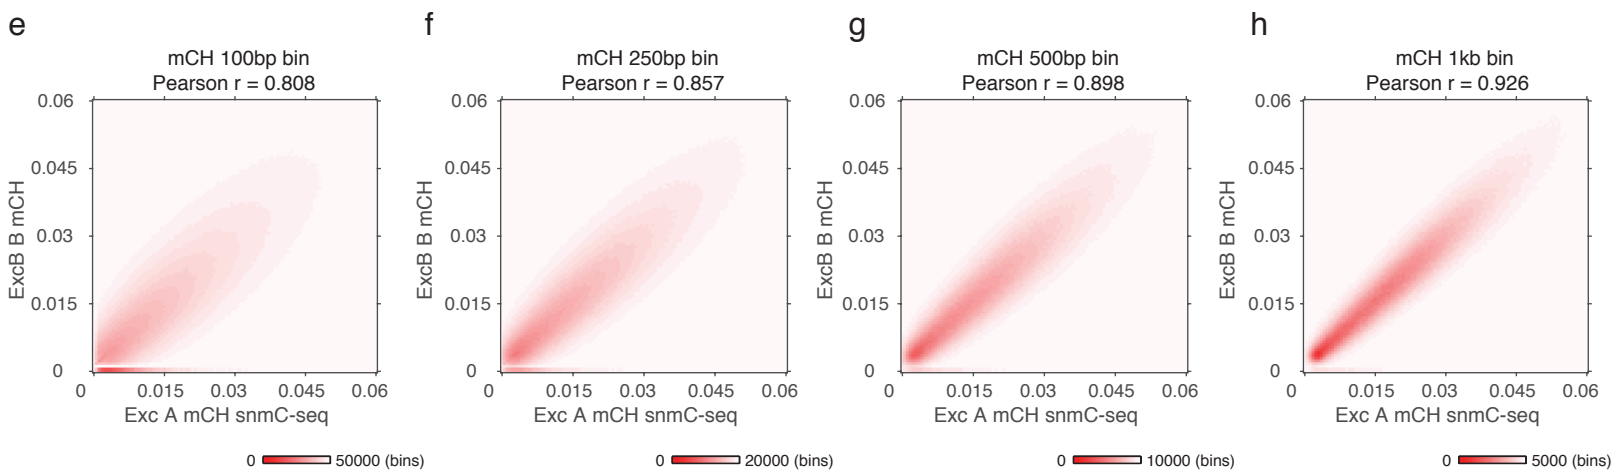 e
mCH 100bp bin
Pearson r = 0.808
0.06
0.045
0.03
0.015
0
ExcB B mCH
0 0.015 0.03 0.045 0.06
Exc A mCH snmC-seq
0 50000 (bins)
f
mCH 250bp bin
Pearson r = 0.857
0.06
0.045
0.03
0.015
0
ExcB B mCH
0 0.015 0.03 0.045 0.06
Exc A mCH snmC-seq
0 20000 (bins)
g
mCH 500bp bin
Pearson r = 0.898
0.06
0.045
0.03
0.015
0
ExcB B mCH
0 0.015 0.03 0.045 0.06
Exc A mCH snmC-seq
0 10000 (bins)
h
mCH 1kb bin
Pearson r = 0.926
0.06
0.045
0.03
0.015
0
ExcB B mCH
0 0.015 0.03 0.045 0.06
Exc A mCH snmC-seq
0 5000 (bins)